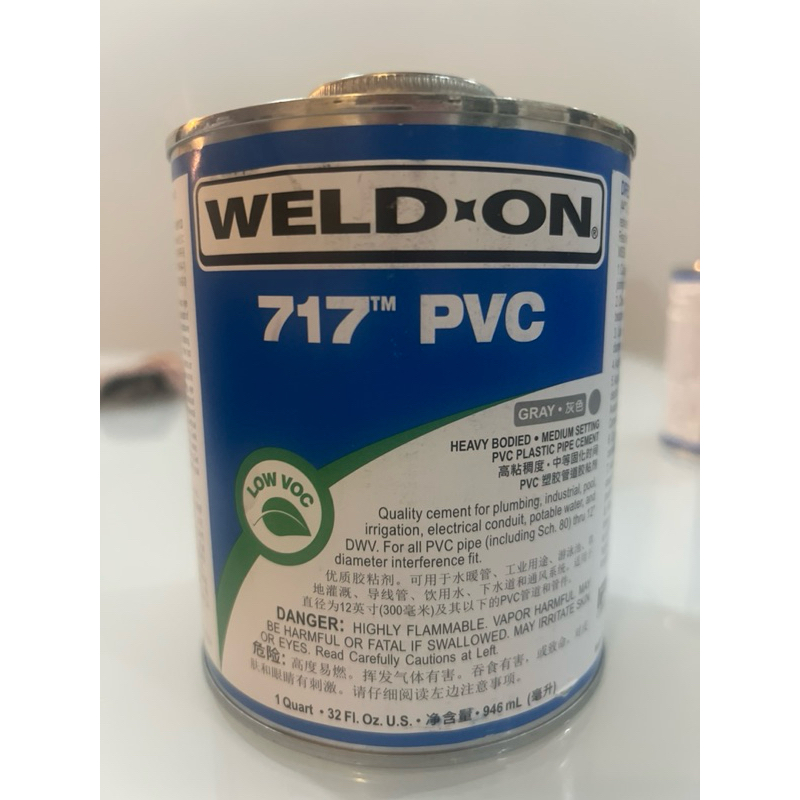 WELD-ON®
717™ PVC
GRAY • 灰色
HEAVY BODIED • MEDIUM SETTING
PVC PLASTIC PIPE CEMENT
高粘稠度·中等固化时间
PVC 塑胶管道胶粘剂
LOW VOC
Quality cement for plumbing, industrial, pool,
irrigation, electrical conduit, potable water, and
DWV. For all PVC pipe (including Sch. 80) thru 12"
diameter interference fit.
优质胶粘剂。可用于水暖管、工业用途、游泳池、
地灌溉、导线管、饮用水、下水道和通风系统。适用于
直径为12英寸(300毫米)及其以下的PVC管道和管件。
DANGER: HIGHLY FLAMMABLE. VAPOR HARMFUL. MAY
BE HARMFUL OR FATAL IF SWALLOWED. MAY IRRITATE SKIN
OR EYES. Read Carefully Cautions at Left.
危险: 高度易燃。挥发气体有害。吞食有害、或致命。
肤和眼睛有刺激。请仔细阅读左边注意事项。
1 Quart • 32 Fl. Oz. U.S. • 净含量 • 946 mL (毫升)